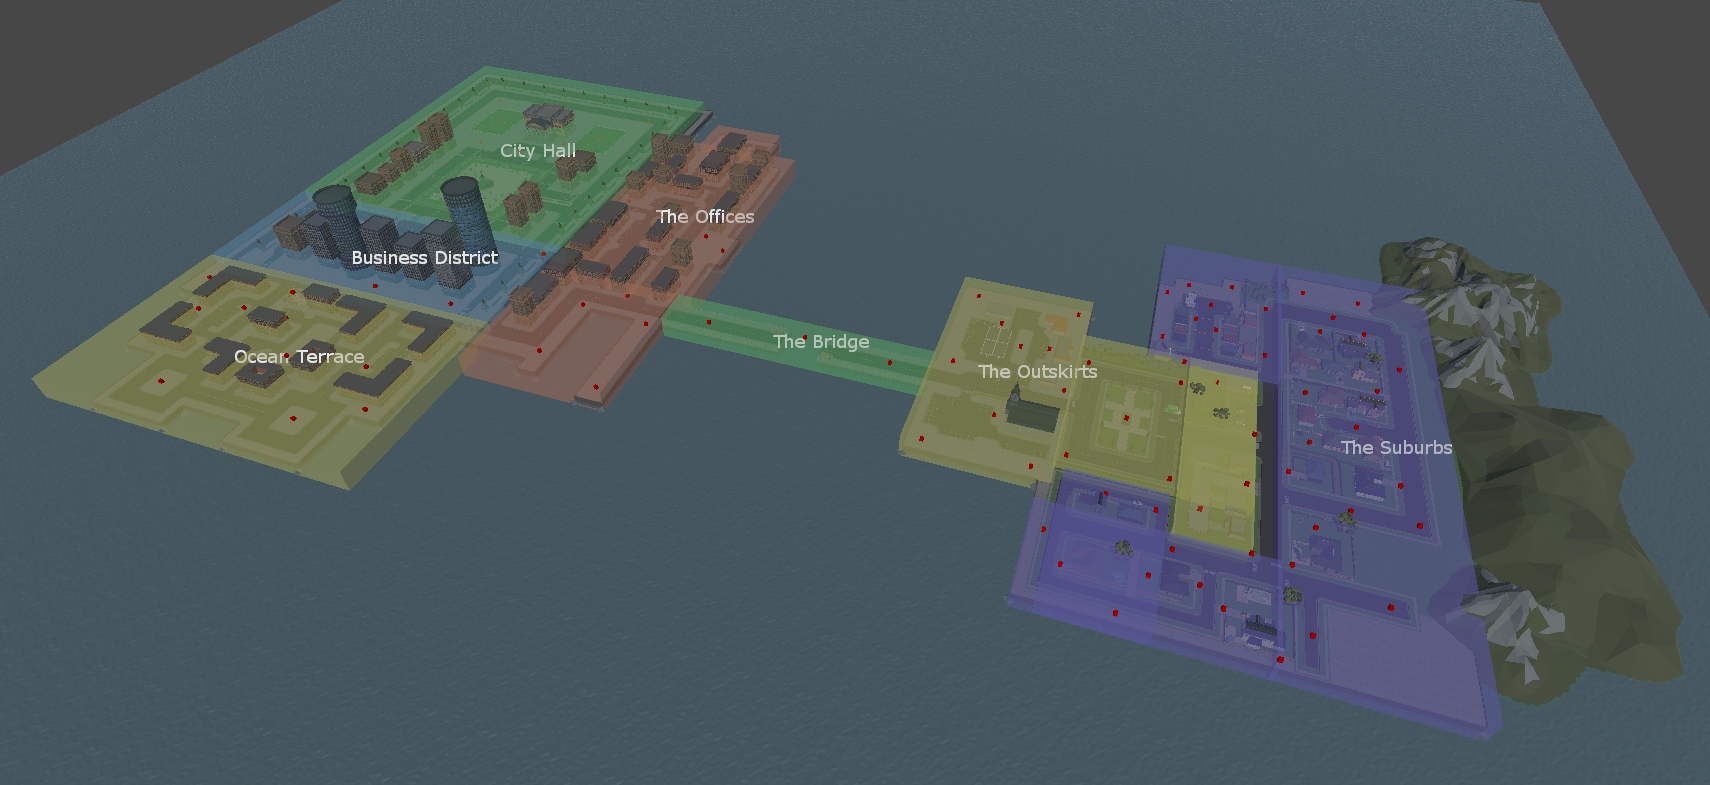 City Hall
The Offices
Business District
Ocean Terrace
The Bridge
The Outskirts
The Suburbs